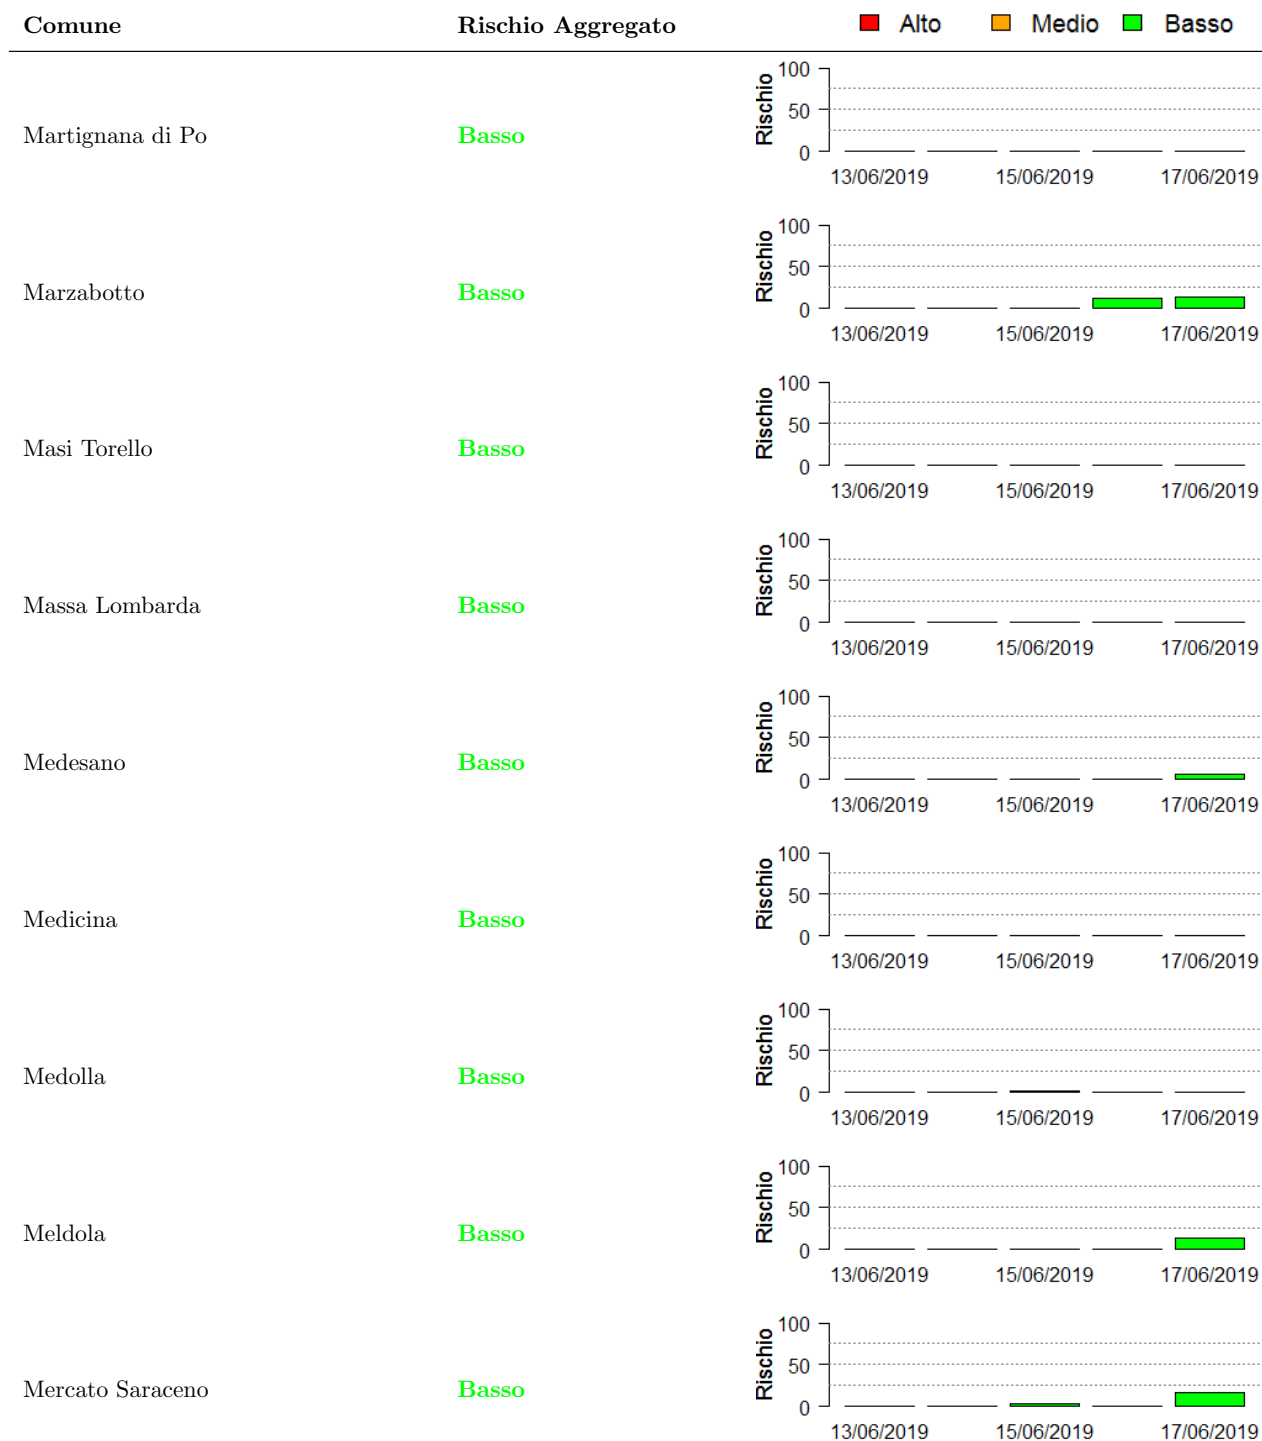 Comune Rischio Aggregato Alto Medio Basso
Martignana di Po Basso Rischio 100 50 0
13/06/2019 15/06/2019 17/06/2019
Marzabotto Basso Rischio 100 50 0
13/06/2019 15/06/2019 17/06/2019
Masi Torello Basso Rischio 100 50 0
13/06/2019 15/06/2019 17/06/2019
Massa Lombarda Basso Rischio 100 50 0
13/06/2019 15/06/2019 17/06/2019
Medesano Basso Rischio 100 50 0
13/06/2019 15/06/2019 17/06/2019
Medicina Basso Rischio 100 50 0
13/06/2019 15/06/2019 17/06/2019
Medolla Basso Rischio 100 50 0
13/06/2019 15/06/2019 17/06/2019
Meldola Basso Rischio 100 50 0
13/06/2019 15/06/2019 17/06/2019
Mercato Saraceno Basso Rischio 100 50 0
13/06/2019 15/06/2019 17/06/2019